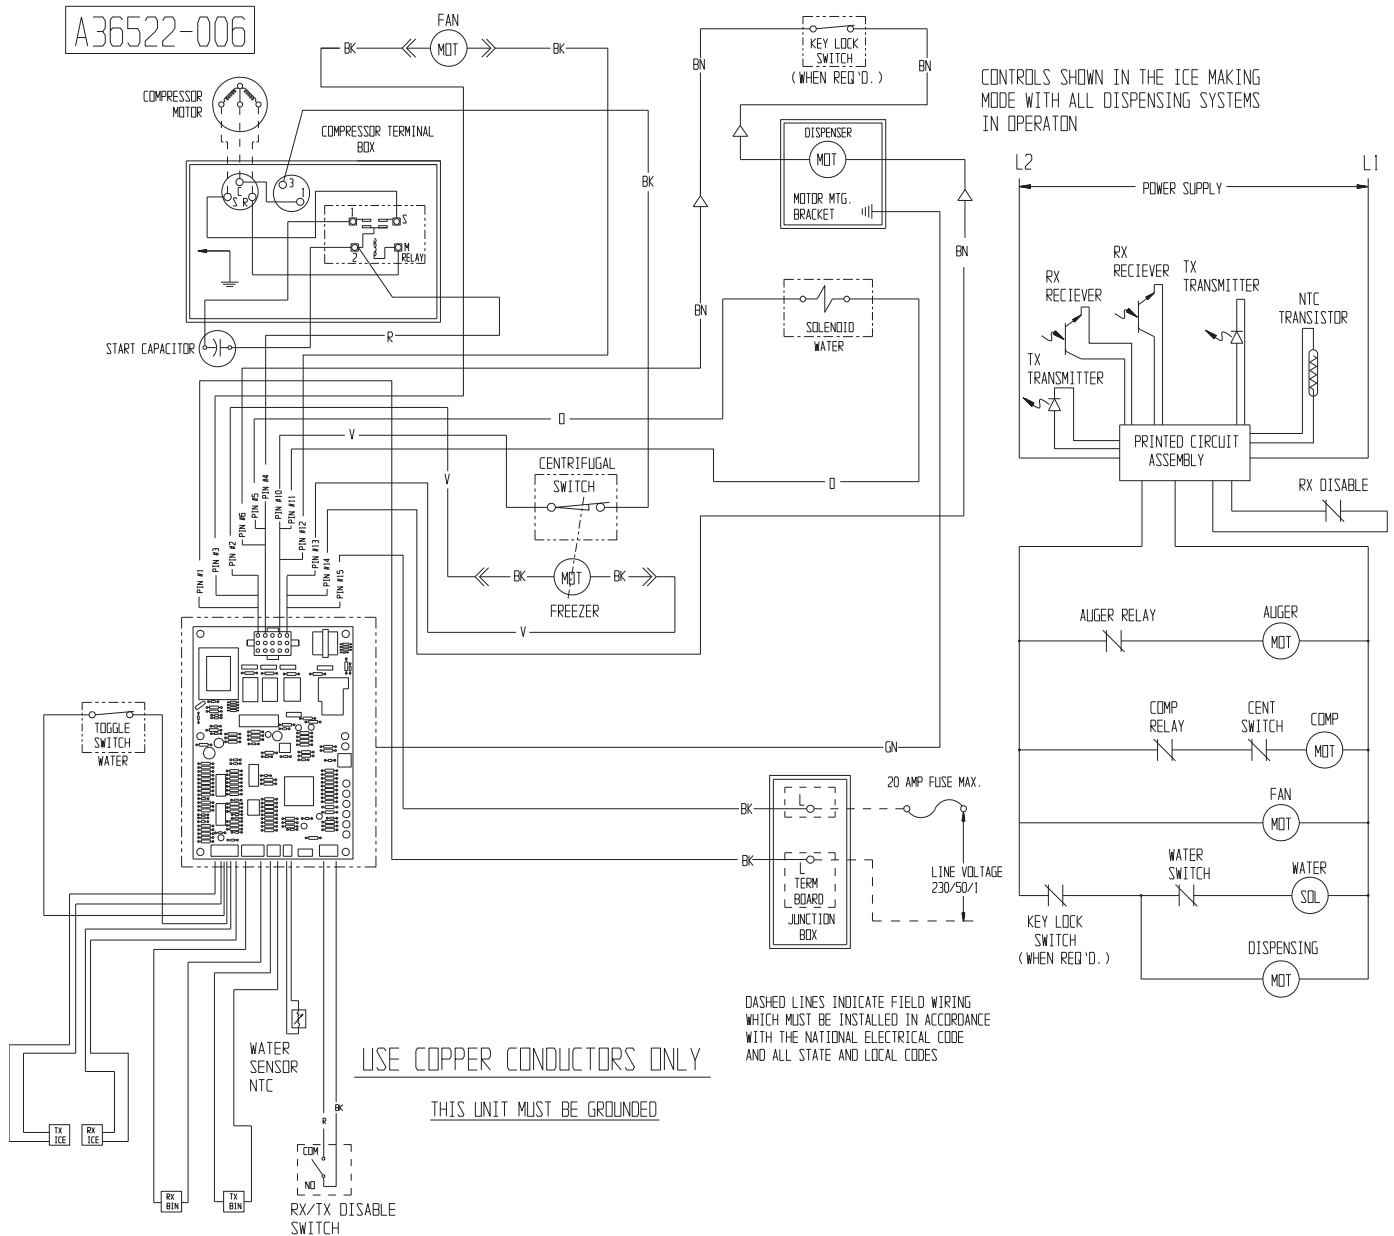 A36522-006
FAN
BK
MOT
BK
KEY LOCK
SWITCH
(WHEN REQ'D.)
BN
BN
COMPRESSOR
MOTOR
COMPRESSOR TERMINAL
BOX
3
1
C
S R
1
S
2
M
RELAY
BK
DISPENSER
MOT
MOTOR MTG.
BRACKET
BN
BN
SOLENOID
WATER
START CAPACITOR
R
O
V
V
O
CENTRIFUGAL
SWITCH
BK
MOT
BK
FREEZER
V
PIN #1
PIN #3
PIN #2
PIN #6
PIN #5
PIN #4
PIN #10
PIN #11
PIN #12
PIN #13
PIN #14
PIN #15
TOGGLE
SWITCH
WATER
GN
BK
L
20 AMP FUSE MAX.
BK
L
TERM
BOARD
JUNCTION
BOX
LINE VOLTAGE
230/50/1
DASHED LINES INDICATE FIELD WIRING
WHICH MUST BE INSTALLED IN ACCORDANCE
WITH THE NATIONAL ELECTRICAL CODE
AND ALL STATE AND LOCAL CODES
WATER
SENSOR
NTC
USE COPPER CONDUCTORS ONLY
THIS UNIT MUST BE GROUNDED
TX
ICE
RX
ICE
RX
BIN
TX
BIN
R
BK
COM
NO
RX/TX DISABLE
SWITCH
CONTROLS SHOWN IN THE ICE MAKING
MODE WITH ALL DISPENSING SYSTEMS
IN OPERATON
L2
L1
POWER SUPPLY
RX
RECIEVER
RX
RECIEVER
TX
TRANSMITTER
NTC
TRANSISTOR
TX
TRANSMITTER
PRINTED CIRCUIT
ASSEMBLY
RX DISABLE
AUGER RELAY
AUGER
MOT
COMP
RELAY
CENT
SWITCH
COMP
MOT
FAN
MOT
WATER
SWITCH
WATER
SOL
KEY LOCK
SWITCH
(WHEN REQ'D.)
DISPENSING
MOT